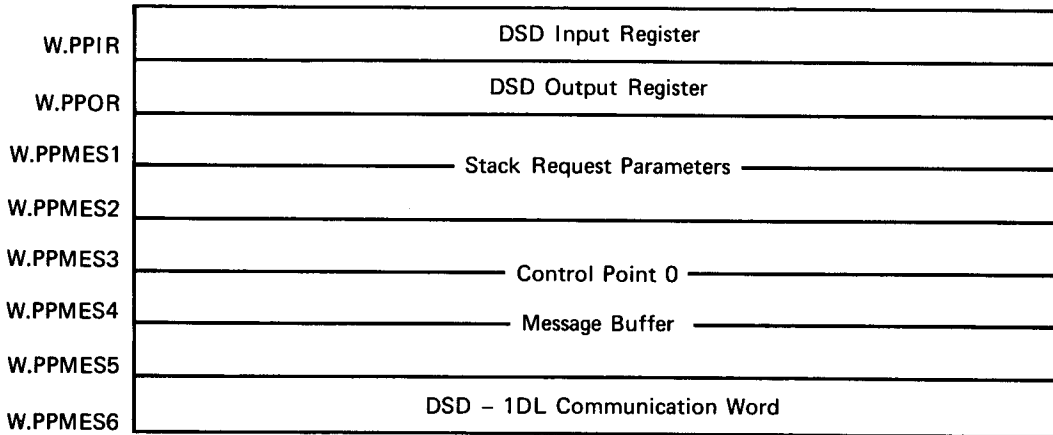 DSD Input Register
W.PPIR
DSD Output Register
W.PPOR
W.PPMES1
Stack Request Parameters
W.PPMES2
W.PPMES3
Control Point 0
W.PPMES4
Message Buffer
W.PPMES5
DSD – 1DL Communication Word
W.PPMES6